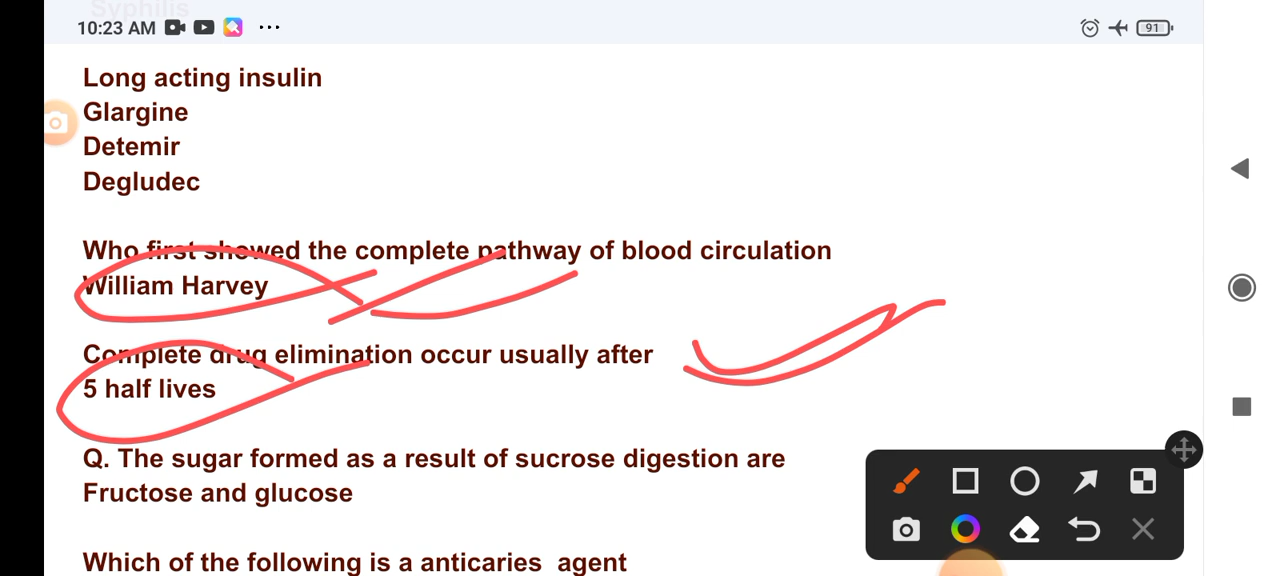 Syphilis
10:23 AM
91
Long acting insulin
Glargine
Detemir
Degludec
Who first showed the complete pathway of blood circulation
William Harvey
Complete drug elimination occur usually after
5 half lives
Q. The sugar formed as a result of sucrose digestion are
Fructose and glucose
Which of the following is a anticaries agent